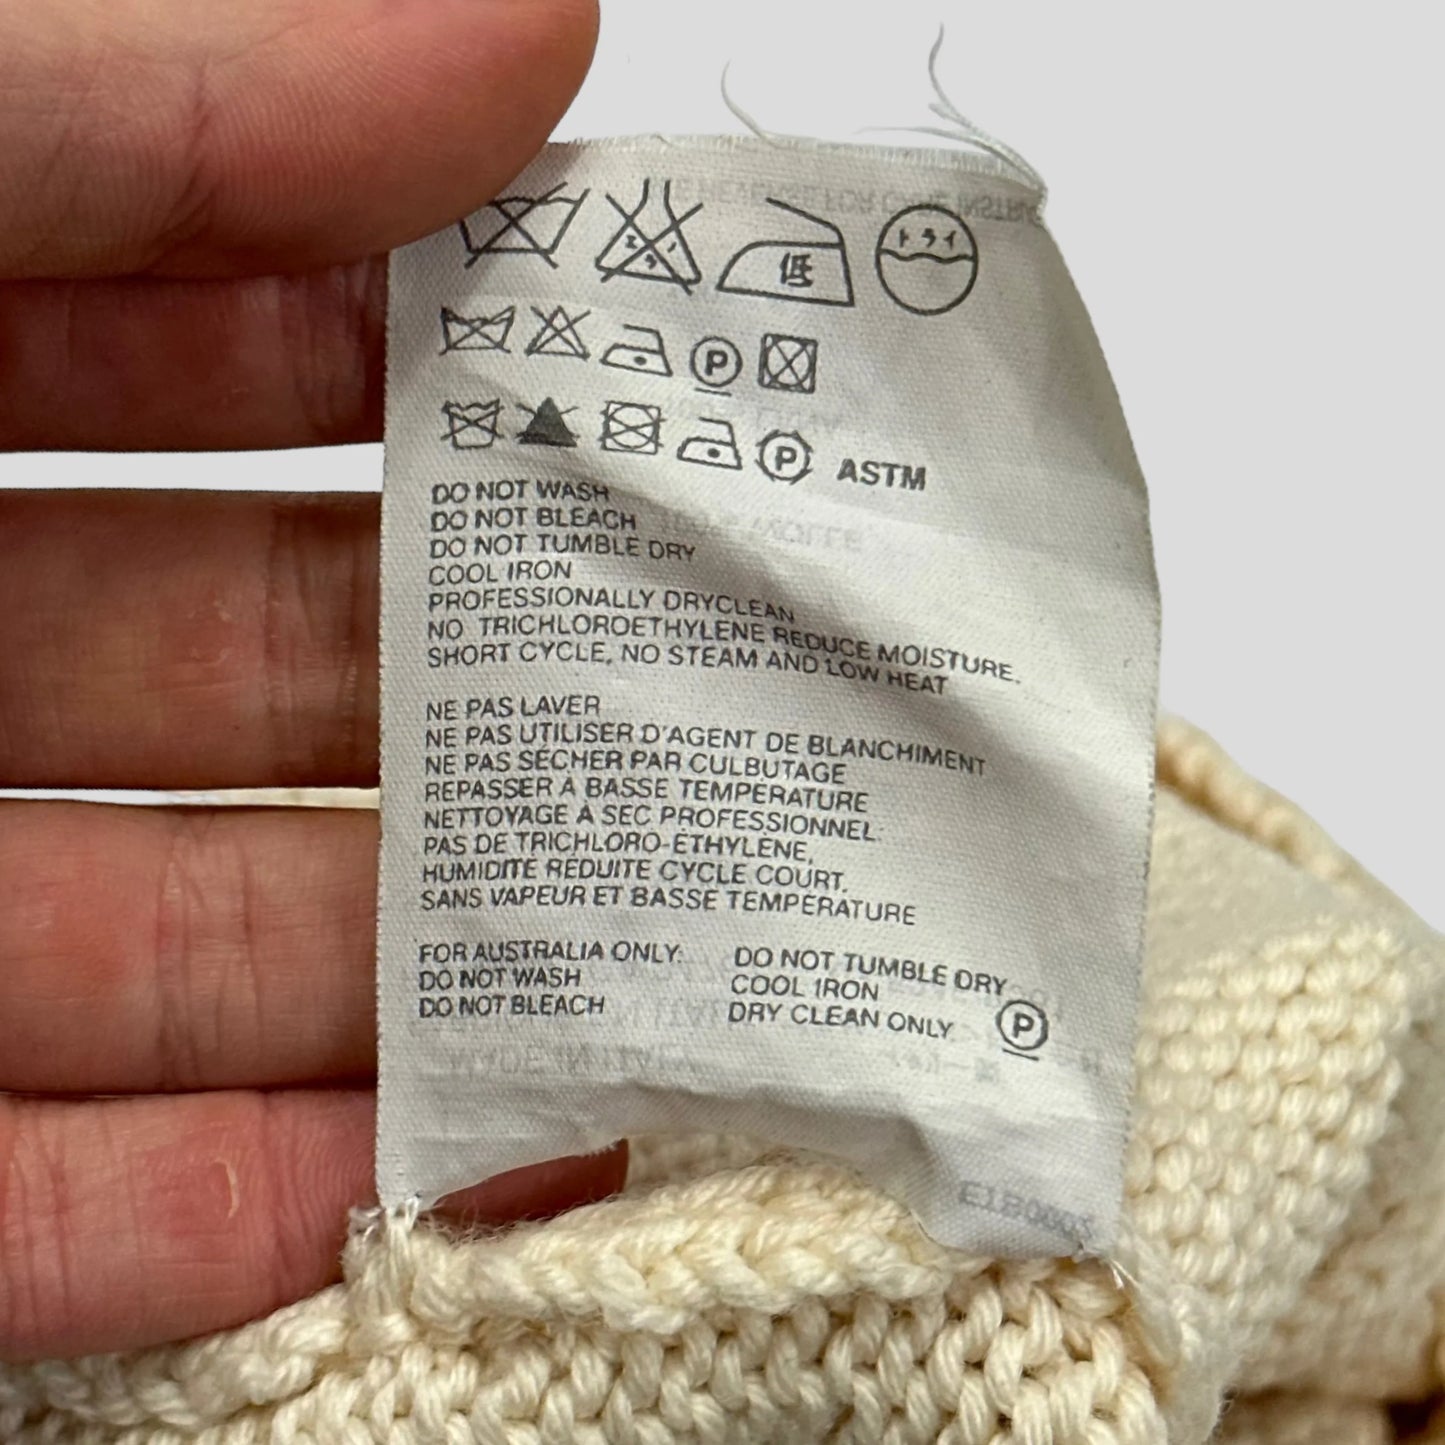 エンソ
低
ドライ
P
P ASTM
DO NOT WASH
DO NOT BLEACH
DO NOT TUMBLE DRY
COOL IRON
PROFESSIONALLY DRYCLEAN
NO TRICHLOROETHYLENE REDUCE MOISTURE.
SHORT CYCLE, NO STEAM AND LOW HEAT
NE PAS LAVER
NE PAS UTILISER D'AGENT DE BLANCHIMENT
NE PAS SÉCHER PAR CULBUTAGE
REPASSER À BASSE TEMPÉRATURE
NETTOYAGE À SEC PROFESSIONNEL
PAS DE TRICHLORO-ÉTHYLÈNE,
HUMIDITÉ RÉDUITE CYCLE COURT,
SANS VAPEUR ET BASSE TEMPÉRATURE
FOR AUSTRALIA ONLY:
DO NOT WASH
DO NOT BLEACH
DO NOT TUMBLE DRY
COOL IRON
DRY CLEAN ONLY
P